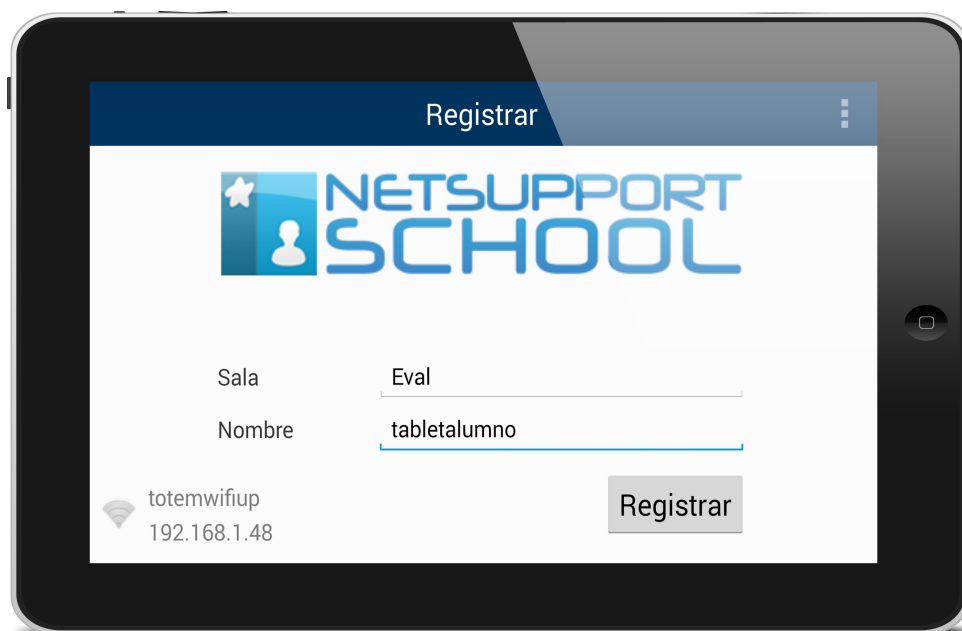 Registrar
NETSUPPORT
SCHOOL
Sala Eval
Nombre tabletalumno
totemwifiup
192.168.1.48
Registrar